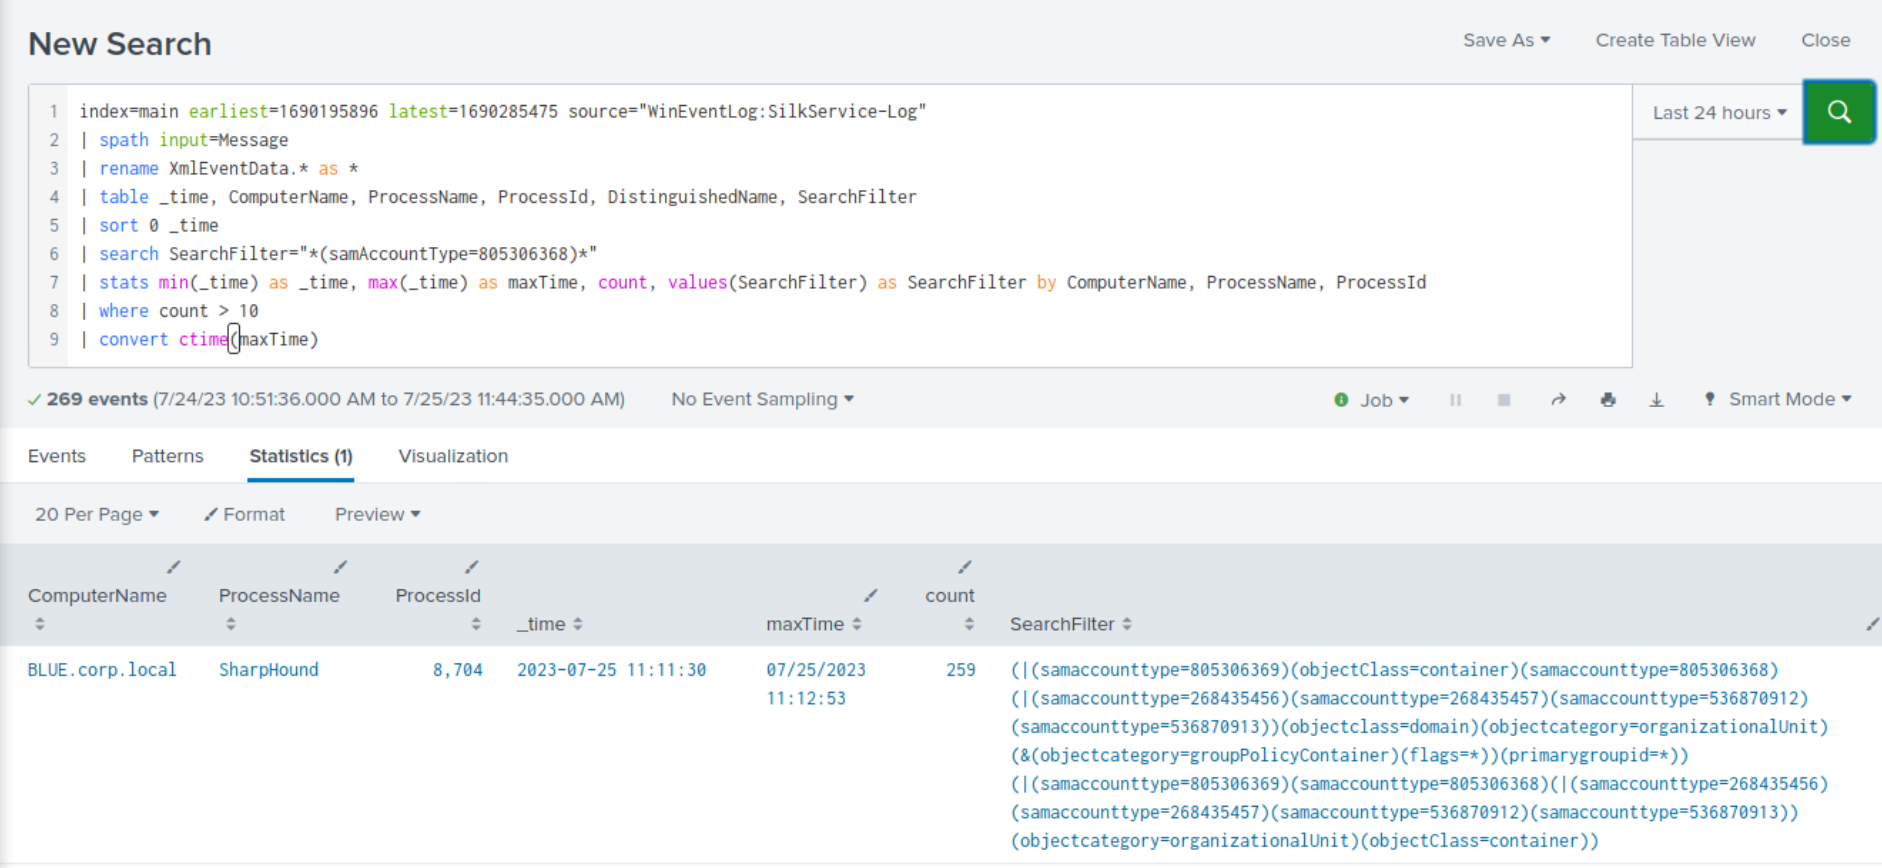 New Search
Save As
Create Table View
Close
1 index=main earliest=1690195896 latest=1690285475 source="WinEventLog:SilkService-Log"
2 | spath input=Message
3 | rename XmlEventData.* as *
4 | table _time, ComputerName, ProcessName, ProcessId, DistinguishedName, SearchFilter
5 | sort 0 _time
6 | search SearchFilter="*(samAccountType=805306368)*"
7 | stats min(_time) as _time, max(_time) as maxTime, count, values(SearchFilter) as SearchFilter by ComputerName, ProcessName, ProcessId
8 | where count > 10
9 | convert ctime(maxTime)
Last 24 hours
269 events (7/24/23 10:51:36.000 AM to 7/25/23 11:44:35.000 AM)
No Event Sampling
Job
Smart Mode
Events
Patterns
Statistics (1)
Visualization
20 Per Page
Format
Preview
ComputerName
ProcessName
ProcessId
_time
maxTime
count
SearchFilter
BLUE.corp.local
SharpHound
8,704
2023-07-25 11:11:30
07/25/2023
11:12:53
259
(|(samaccounttype=805306369)(objectClass=container)(samaccounttype=805306368)
(|(samaccounttype=268435456)(samaccounttype=268435457)(samaccounttype=536870912)
(samaccounttype=536870913))(objectclass=domain)(objectcategory=organizationalUnit)
(&(objectcategory=groupPolicyContainer)(flags=*))(primarygroupid=*))
(|(samaccounttype=805306369)(samaccounttype=805306368)(|(samaccounttype=268435456)
(samaccounttype=268435457)(samaccounttype=536870912)(samaccounttype=536870913))
(objectcategory=organizationalUnit)(objectClass=container))